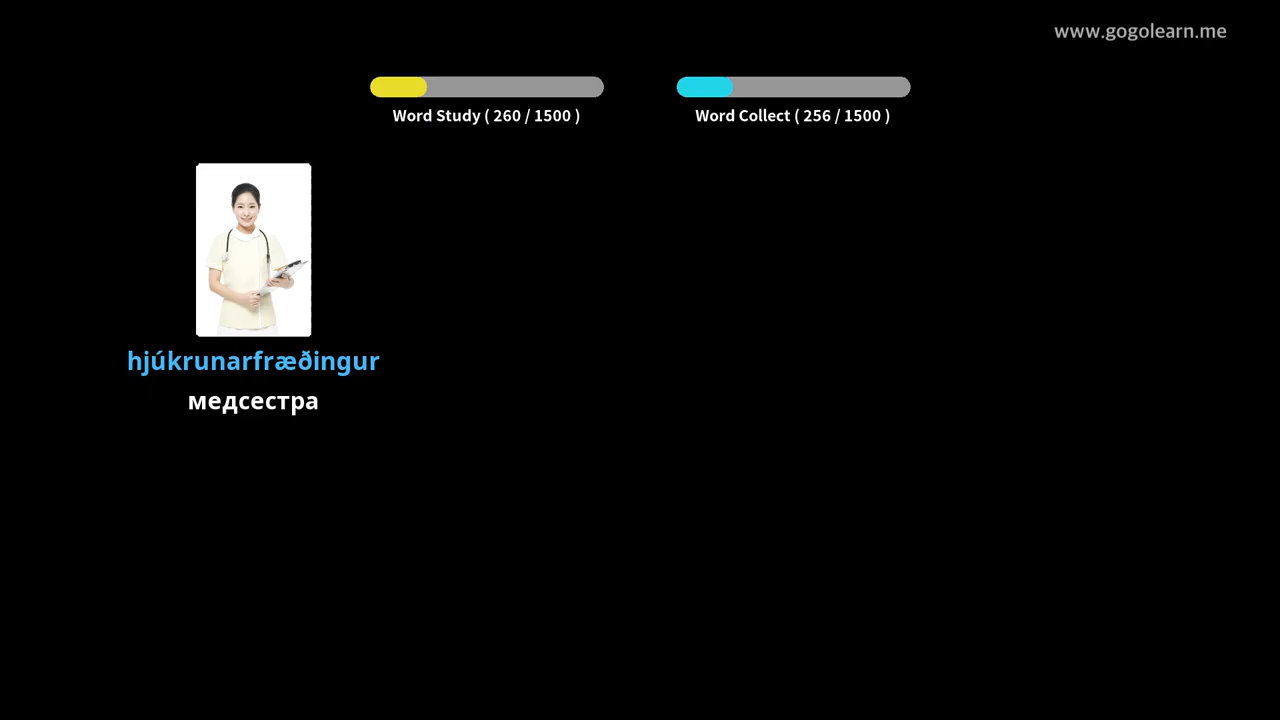 www.gogolearn.me
Word Study ( 260 / 1500 )
Word Collect ( 256 / 1500 )
hjúkrunarfræðingur
медсестра